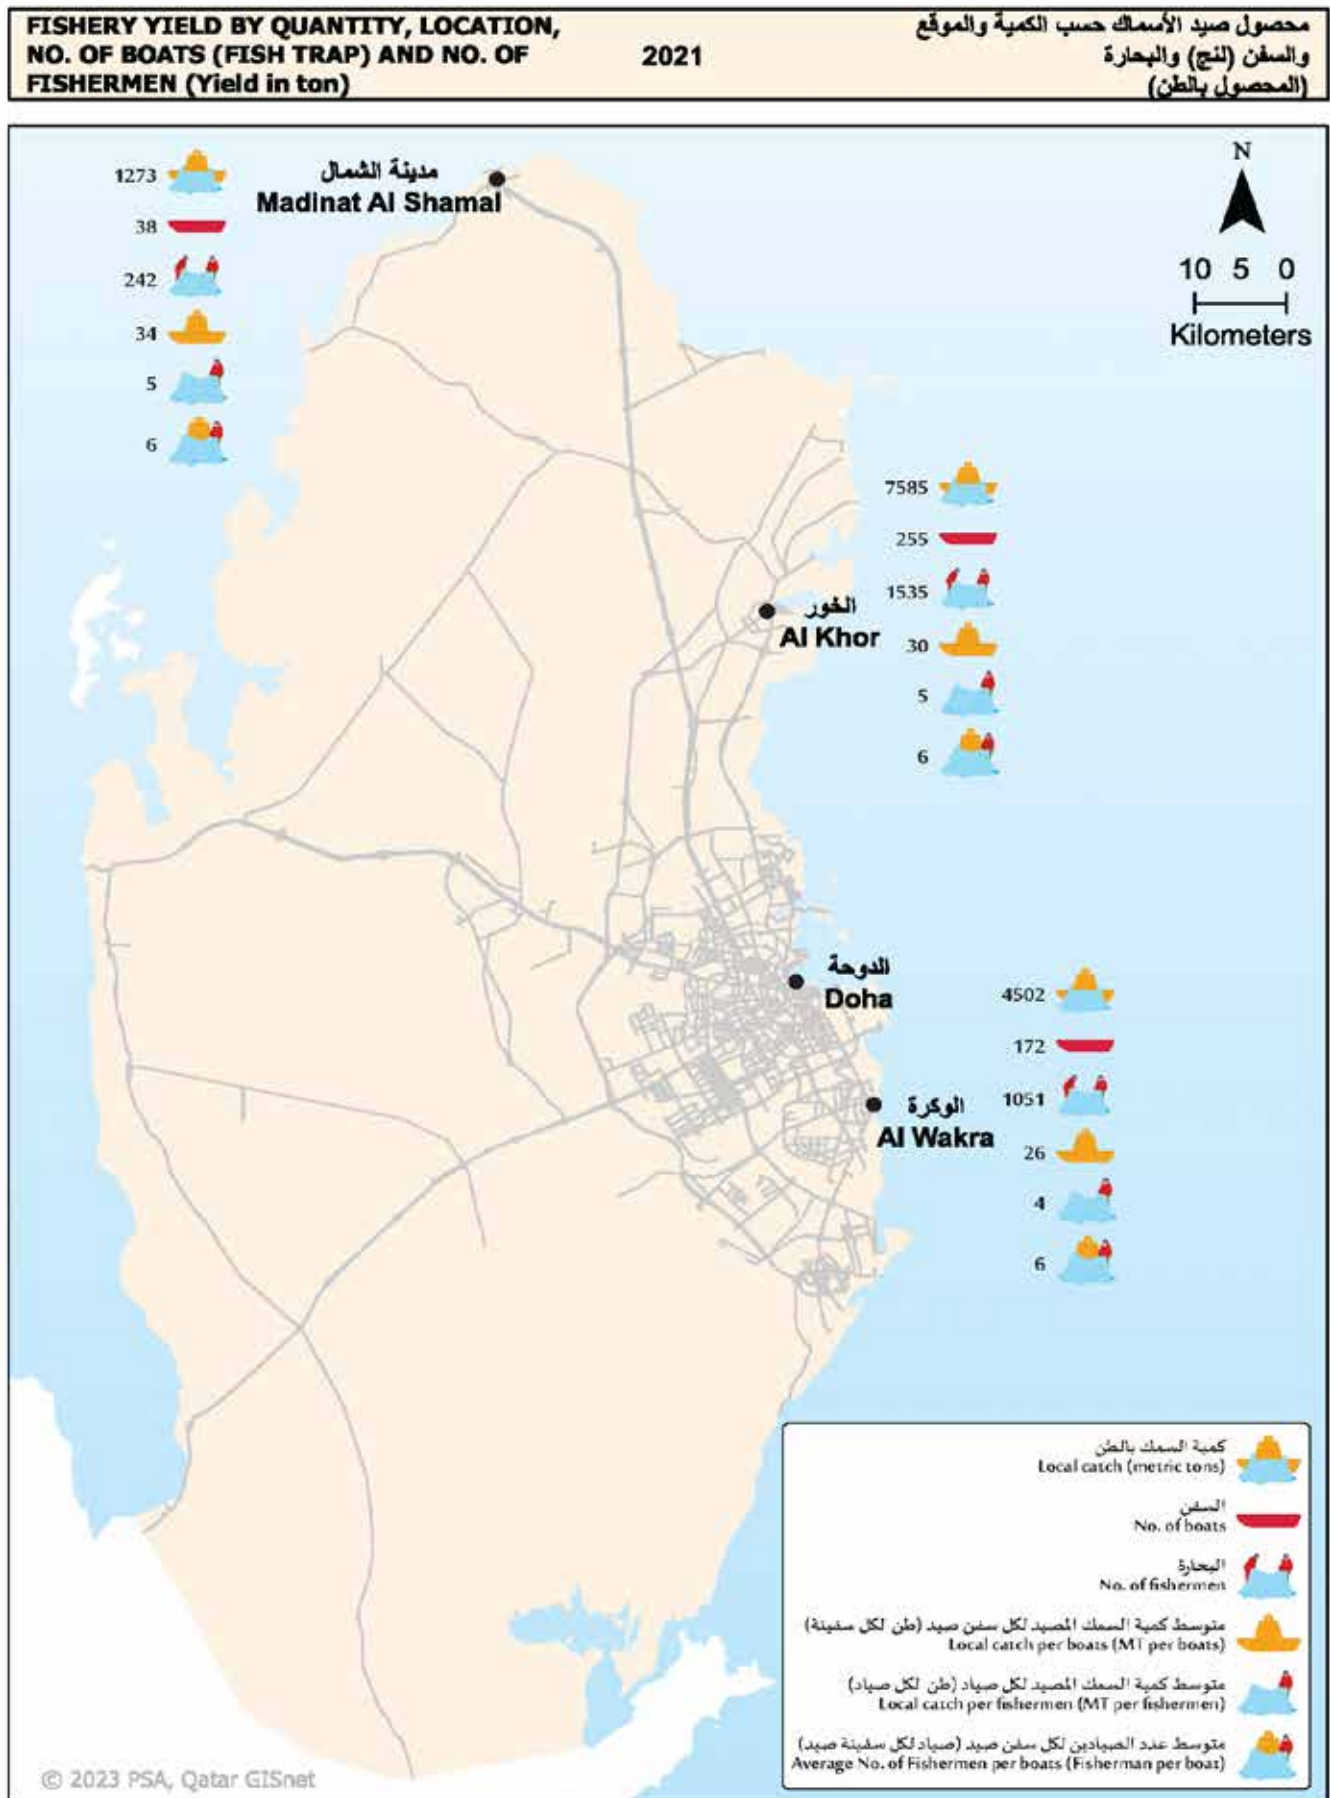 FISHERY YIELD BY QUANTITY, LOCATION,
NO. OF BOATS (FISH TRAP) AND NO. OF
FISHERMEN (Yield in ton)
2021
محصول صيد الأسماك حسب الكمية والموقع
والسفن (لنج) والبحارة
(المحصول بالطن)
1273
38
242
34
5
6
مدينة الشمال
Madinat Al Shamal
N
10 5 0
Kilometers
7585
255
1535
30
5
6
الخور
Al Khor
الدوحة
Doha
4502
172
1051
26
4
6
الوكرة
Al Wakra
كمية السمك بالطن
Local catch (metric tons)
السفن
No. of boats
البحارة
No. of fishermen
متوسط كمية السمك المصيد لكل سفن صيد (طن لكل سفينة)
Local catch per boats (MT per boats)
متوسط كمية السمك المصيد لكل صياد (طن لكل صياد)
Local catch per fishermen (MT per fishermen)
متوسط عدد الصيادين لكل سفن صيد (صياد لكل سفينة صيد)
Average No. of Fishermen per boats (Fisherman per boat)
© 2023 PSA, Qatar GISnet